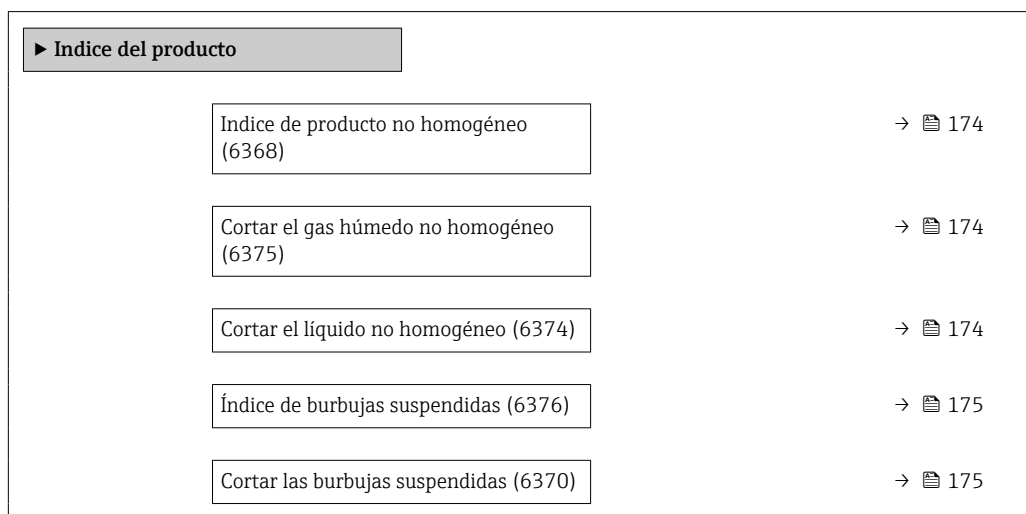 ▶ Indice del producto
Indice de producto no homogéneo
(6368)
→ 174
Cortar el gas húmedo no homogéneo
(6375)
→ 174
Cortar el líquido no homogéneo (6374)
→ 174
Índice de burbujas suspendidas (6376)
→ 175
Cortar las burbujas suspendidas (6370)
→ 175